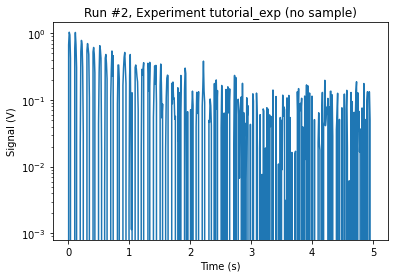 Run #2, Experiment tutorial_exp (no sample)
Signal (V)
10⁰
10⁻¹
10⁻²
10⁻³
0 1 2 3 4 5
Time (s)